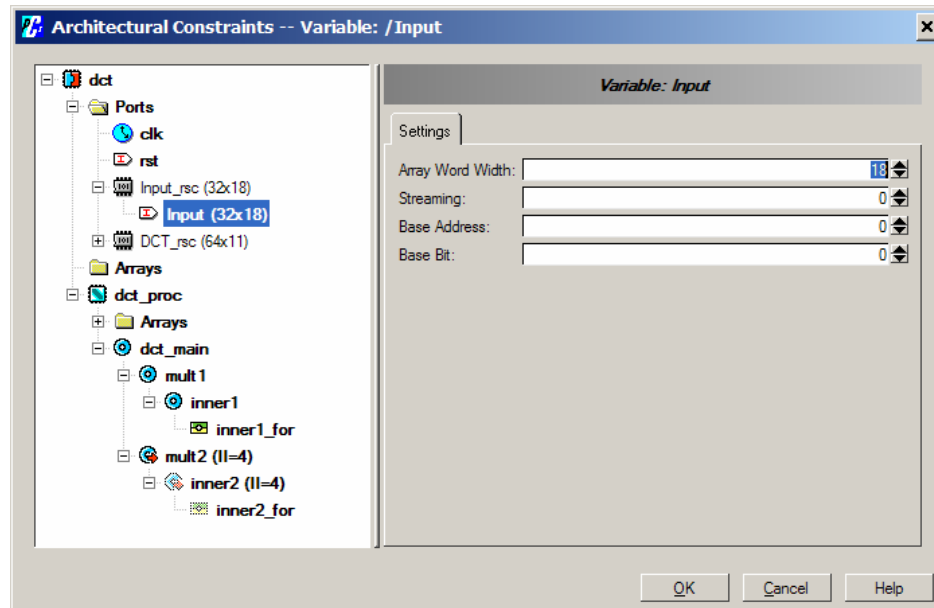 Architectural Constraints -- Variable: /Input
dct
Ports
clk
rst
Input_rsc (32x18)
Input (32x18)
DCT_rsc (64x11)
Arrays
dct_proc
Arrays
dct_main
mult1
inner1
inner1_for
mult2 (II=4)
inner2 (II=4)
inner2_for
Variable: Input
Settings
Array Word Width: 18
Streaming: 0
Base Address: 0
Base Bit: 0
OK Cancel Help